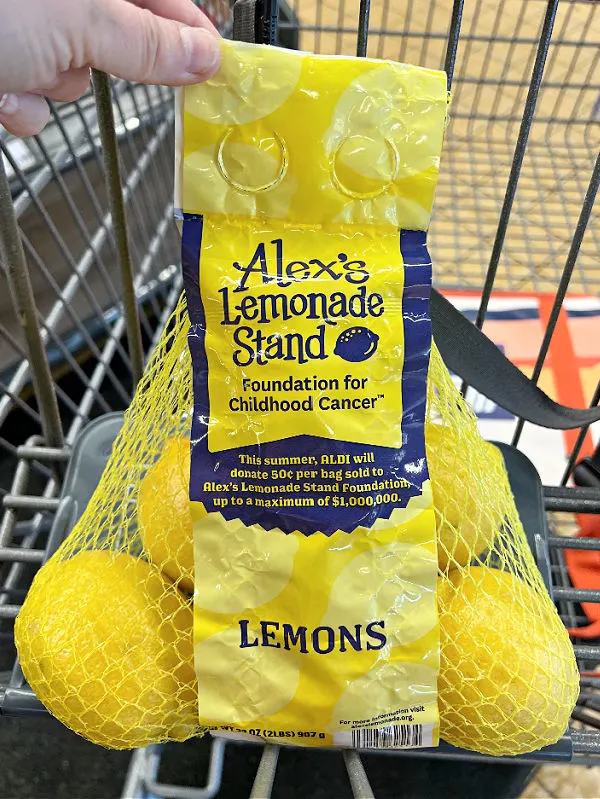 Alex's
Lemonade
Stand
Foundation for
Childhood Cancer™
This summer, ALDI will
donate 50¢ per bag sold to
Alex's Lemonade Stand Foundation,
up to a maximum of $1,000,000.
LEMONS
For more information visit
alexslemonade.org.
WT 32 OZ (2LBS) 907 g